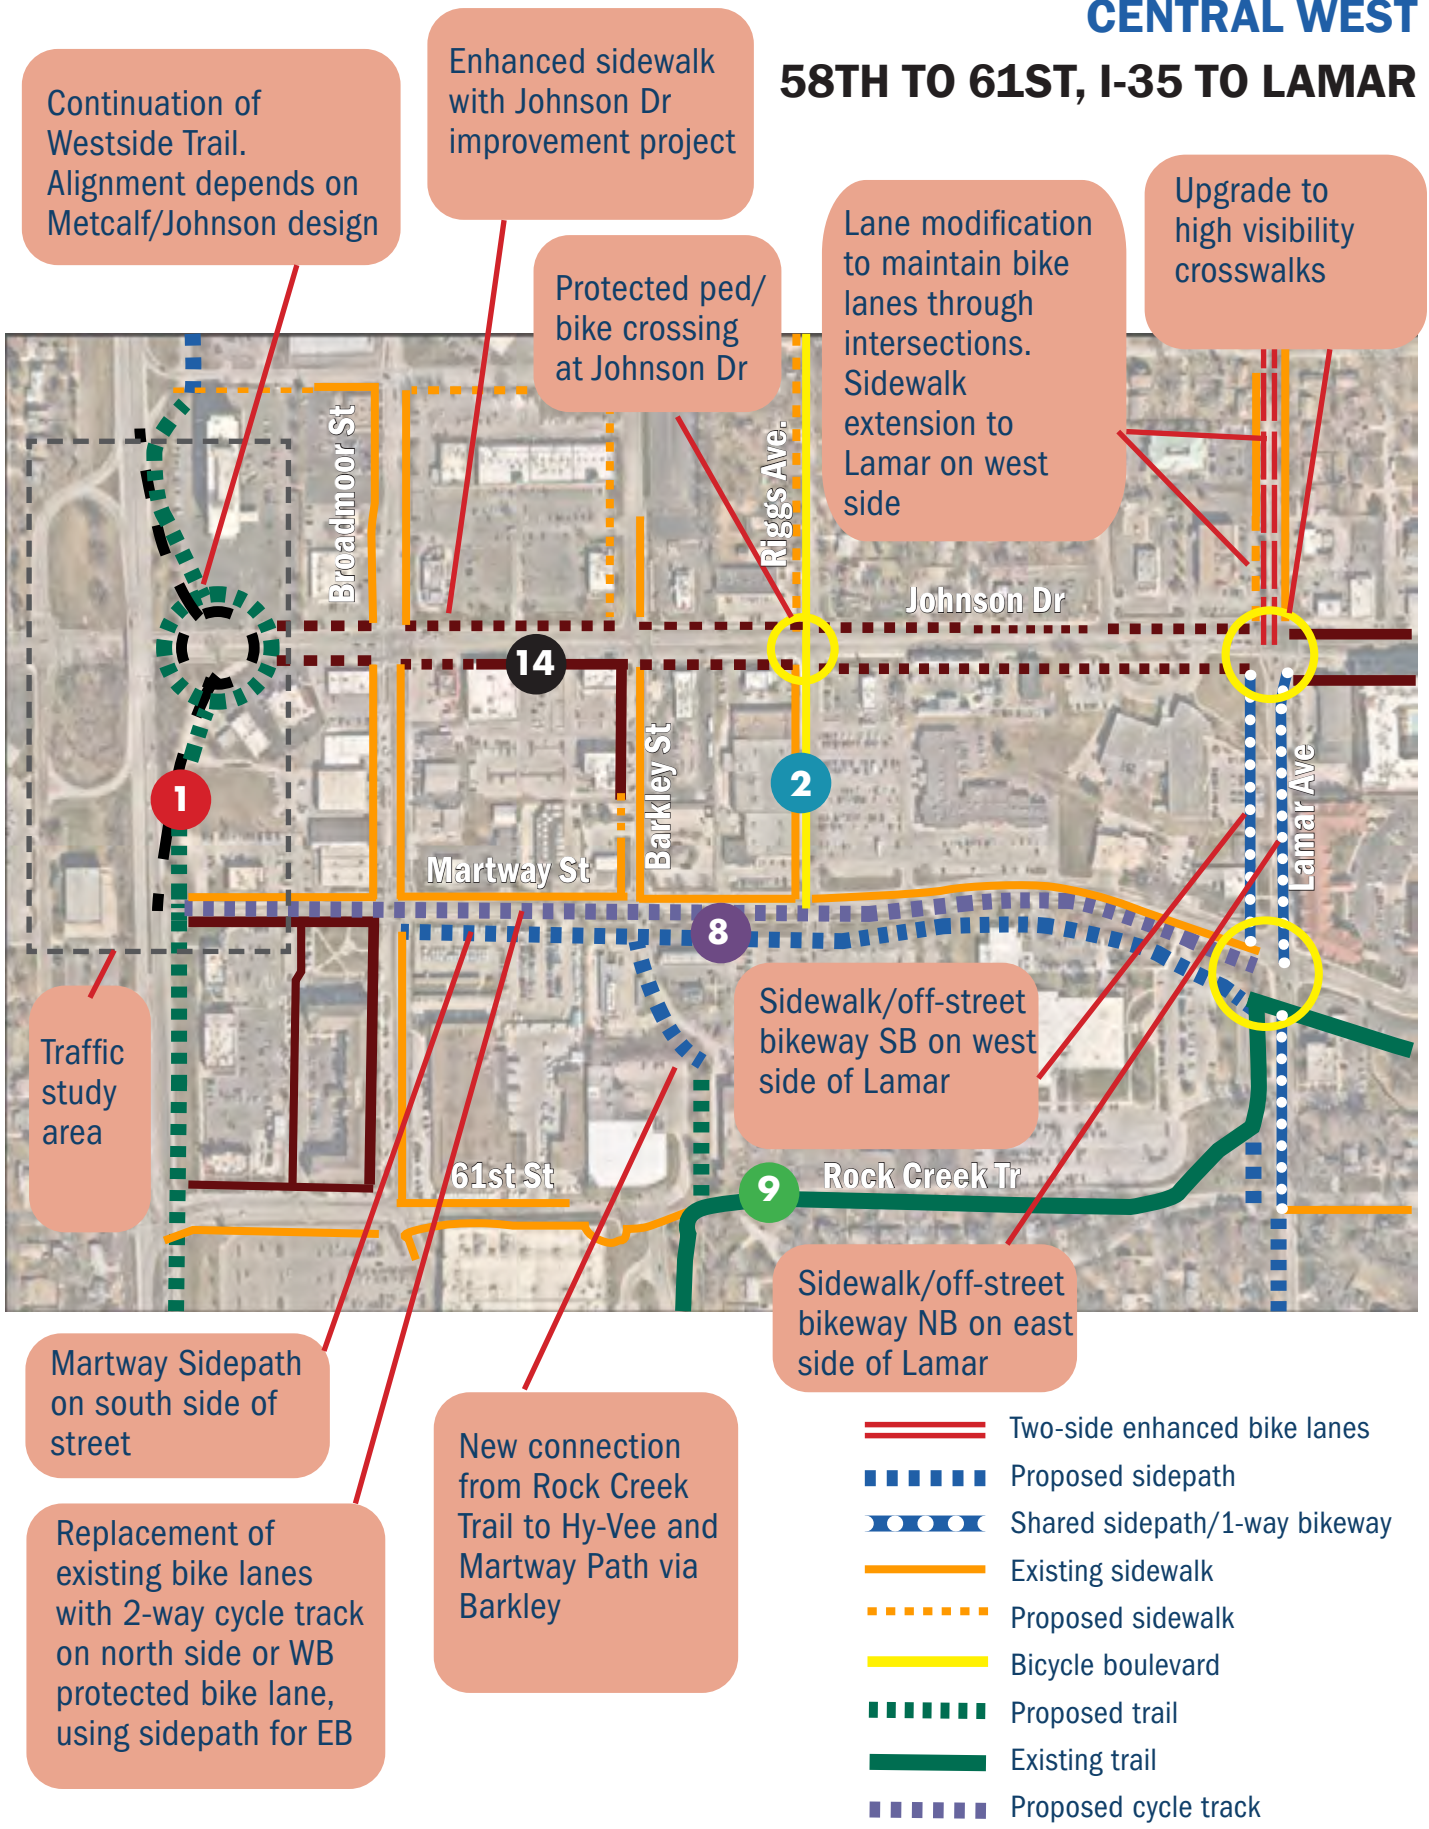 CENTRAL WEST
58TH TO 61ST, I-35 TO LAMAR
Continuation of
Westside Trail.
Alignment depends on
Metcalf/Johnson design
Enhanced sidewalk
with Johnson Dr
improvement project
Protected ped/
bike crossing
at Johnson Dr
Lane modification
to maintain bike
lanes through
intersections.
Sidewalk
extension to
Lamar on west
side
Upgrade to
high visibility
crosswalks
Broadmoor St
Riggs Ave.
Johnson Dr
14
Barkley St
1
2
Lamar Ave
Martway St
8
Traffic
study
area
Sidewalk/off-street
bikeway SB on west
side of Lamar
61st St
9
Rock Creek Tr
Sidewalk/off-street
bikeway NB on east
side of Lamar
Martway Sidepath
on south side of
street
Replacement of
existing bike lanes
with 2-way cycle track
on north side or WB
protected bike lane,
using sidepath for EB
New connection
from Rock Creek
Trail to Hy-Vee and
Martway Path via
Barkley
Two-side enhanced bike lanes
Proposed sidepath
Shared sidepath/1-way bikeway
Existing sidewalk
Proposed sidewalk
Bicycle boulevard
Proposed trail
Existing trail
Proposed cycle track